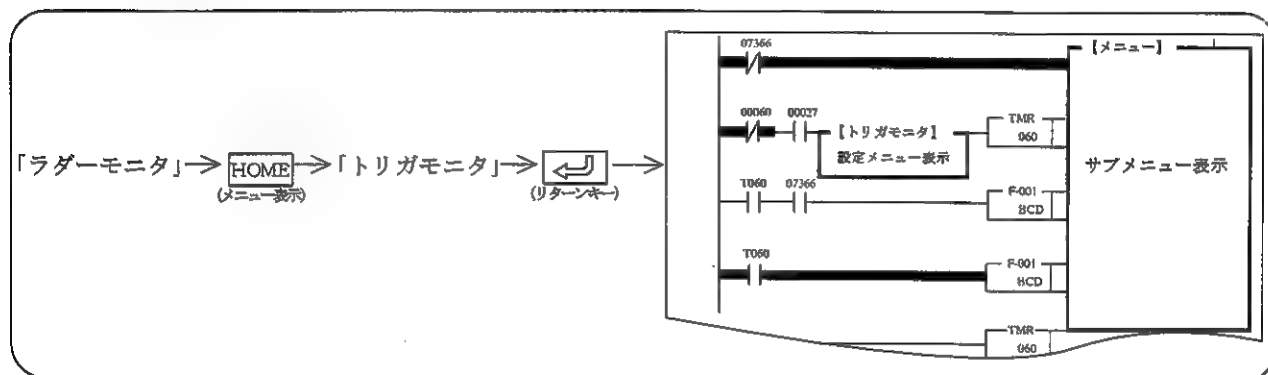 「ラダーモニタ」→ HOME →「トリガモニタ」→ →
(メニュー表示)
(リターンキー)
07366
【メニュー】
00060 00027
【トリガモニタ】
設定メニュー表示
TMR
060
サブメニュー表示
T060 07366
F-001
BCD
T060
F-001
BCD
TMR
060